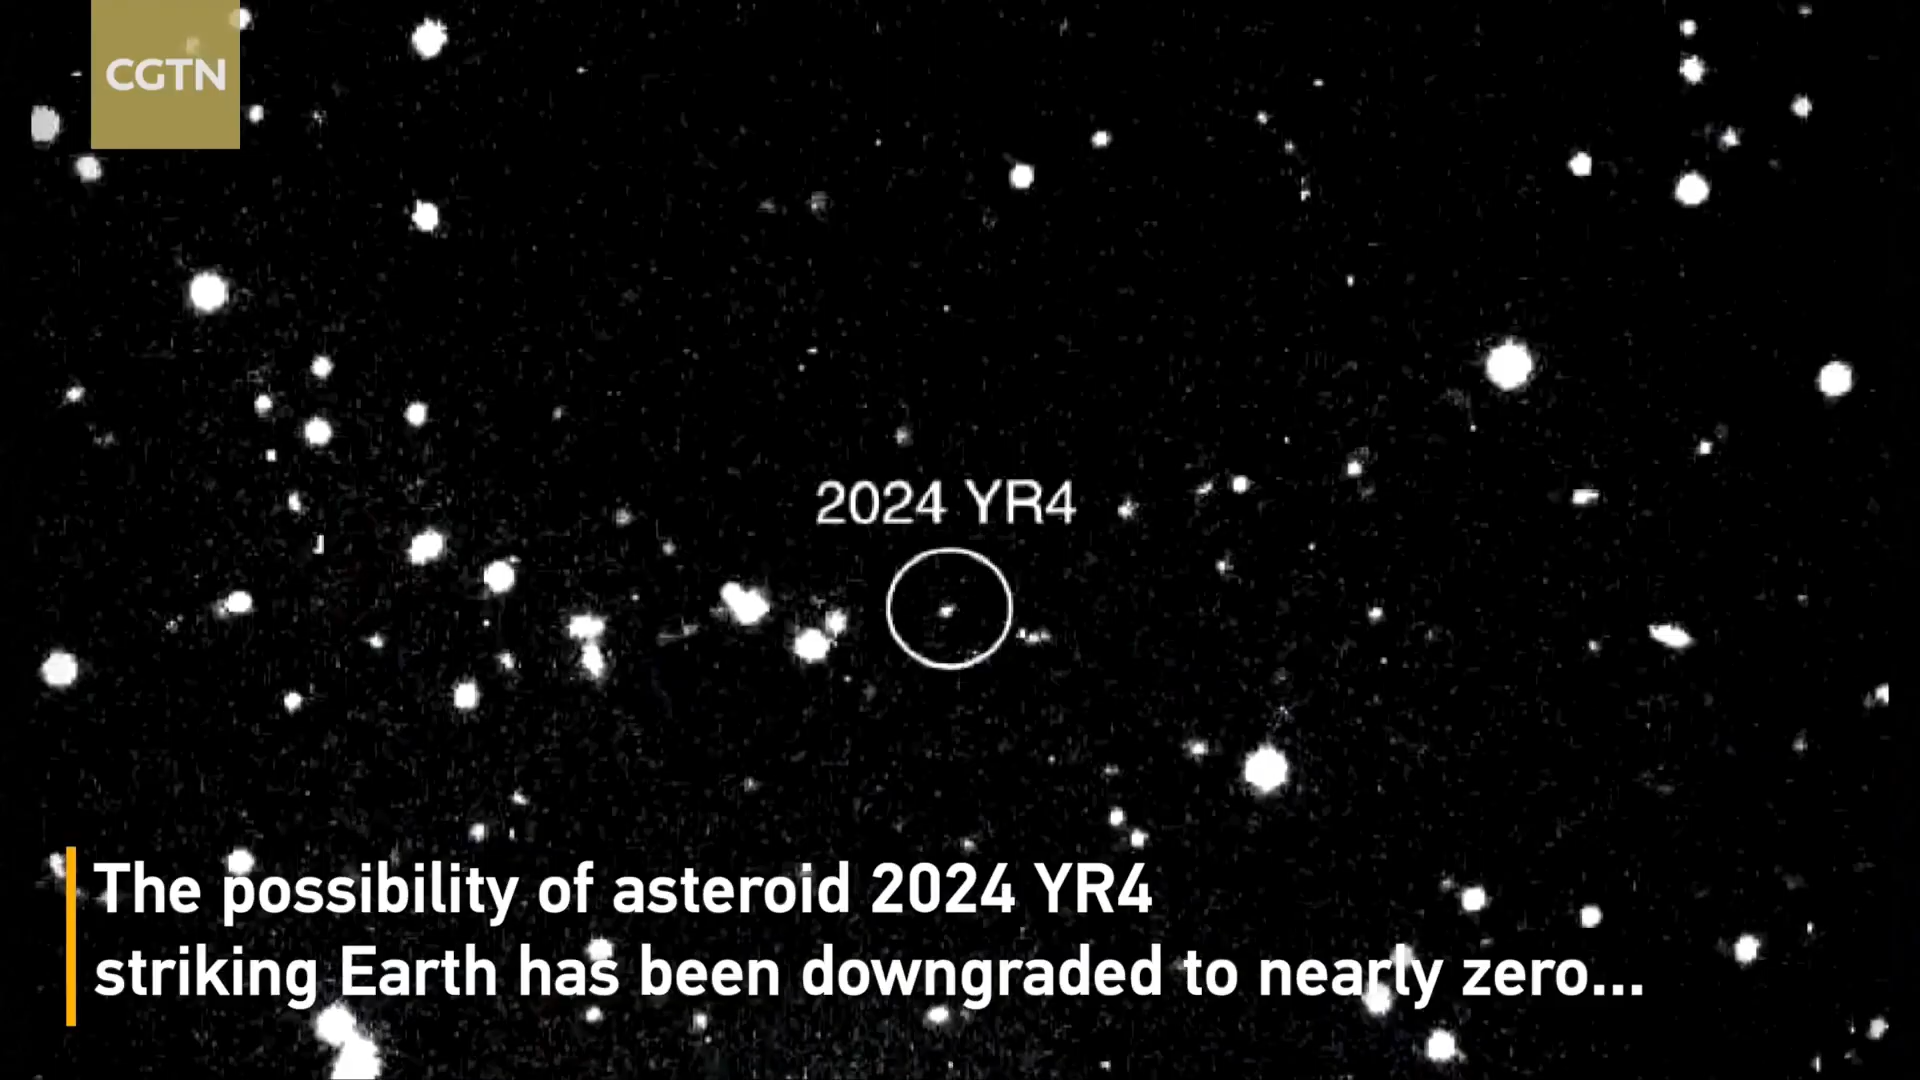 CGTN
2024 YR4
The possibility of asteroid 2024 YR4
striking Earth has been downgraded to nearly zero...